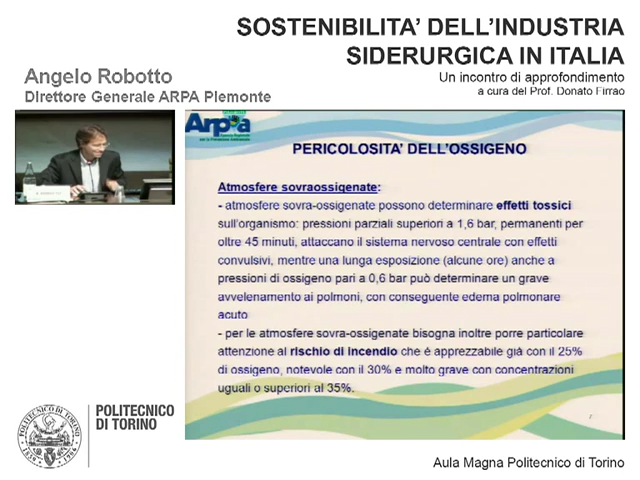 SOSTENIBILITA' DELL'INDUSTRIA
SIDERURGICA IN ITALIA
Un incontro di approfondimento
a cura del Prof. Donato Firrao
Angelo Robotto
Direttore Generale ARPA Piemonte
Arpa
PERICOLOSITA' DELL'OSSIGENO
Atmosfere sovraossigenate:
- atmosfere sovra-ossigenate possono determinare effetti tossici
sull'organismo: pressioni parziali superiori a 1,6 bar, permanenti per
oltre 45 minuti, attaccano il sistema nervoso centrale con effetti
convulsivi, mentre una lunga esposizione (alcune ore) anche a
pressioni di ossigeno pari a 0,6 bar può determinare un grave
avvelenamento ai polmoni, con conseguente edema polmonare
acuto
- per le atmosfere sovra-ossigenate bisogna inoltre porre particolare
attenzione al rischio di incendio che é apprezzabile già con il 25%
di ossigeno, notevole con il 30% e molto grave con concentrazioni
uguali o superiori al 35%.
POLITECNICO
DI TORINO
Aula Magna Politecnico di Torino